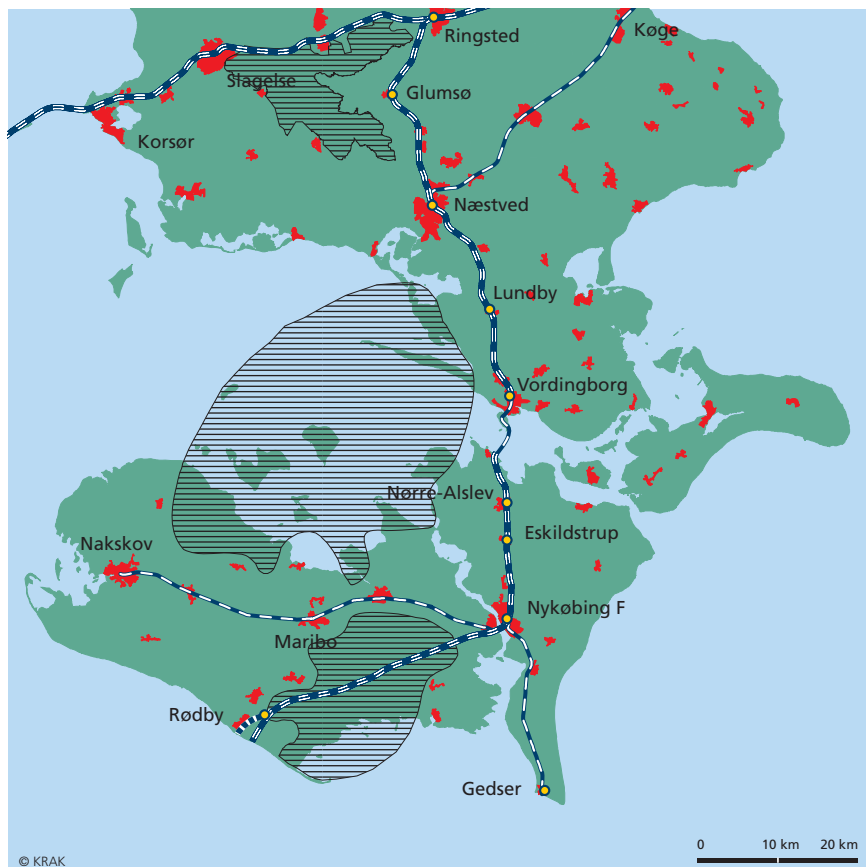 Ringsted
Køge
Slagelse
Glumsø
Korsør
Næstved
Lundby
Vordingborg
Nørre-Alslev
Eskildstrup
Nakskov
Nykøbing F
Maribo
Rødby
Gedser
0 10 km 20 km
© KRAK